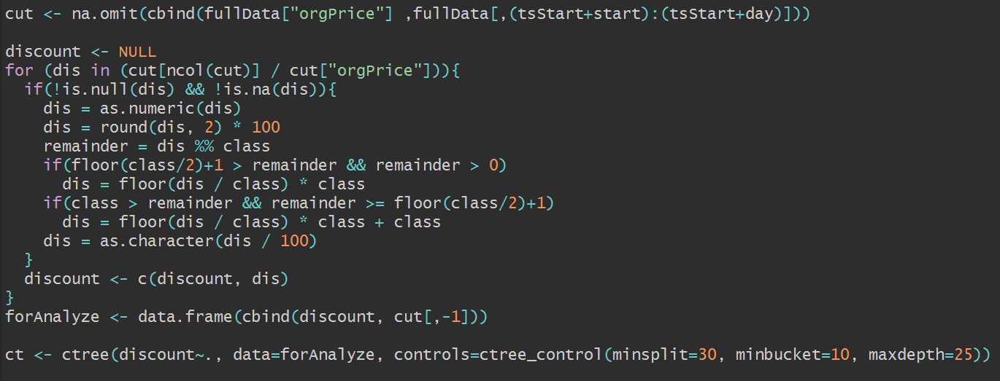 cut <- na.omit(cbind(fullData["orgPrice"] ,fullData[,(tsStart+start):(tsStart+day)]))

discount <- NULL
for (dis in (cut[ncol(cut)] / cut["orgPrice"])){
  if(!is.null(dis) && !is.na(dis)){
    dis = as.numeric(dis)
    dis = round(dis, 2) * 100
    remainder = dis %% class
    if(floor(class/2)+1 > remainder && remainder > 0)
      dis = floor(dis / class) * class
    if(class > remainder && remainder >= floor(class/2)+1)
      dis = floor(dis / class) * class + class
    dis = as.character(dis / 100)
  }
  discount <- c(discount, dis)
}
forAnalyze <- data.frame(cbind(discount, cut[,-1]))

ct <- ctree(discount~., data=forAnalyze, controls=ctree_control(minsplit=30, minbucket=10, maxdepth=25))